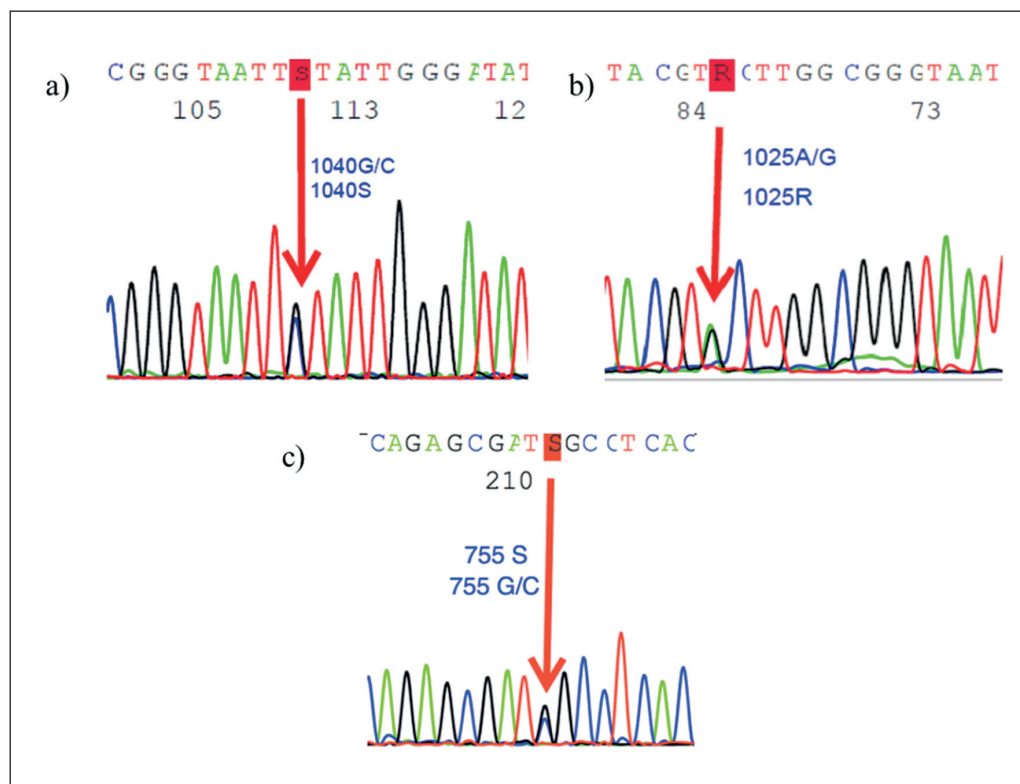 a)
CGGGTAATTSTATTGGGATAT
105 113 12
1040G/C
1040S
b)
TACGTRCTTGGCGGGTAAT
84 73
1025A/G
1025R
c)
CAGAGCGATSGCCTCAC
210
755 S
755 G/C